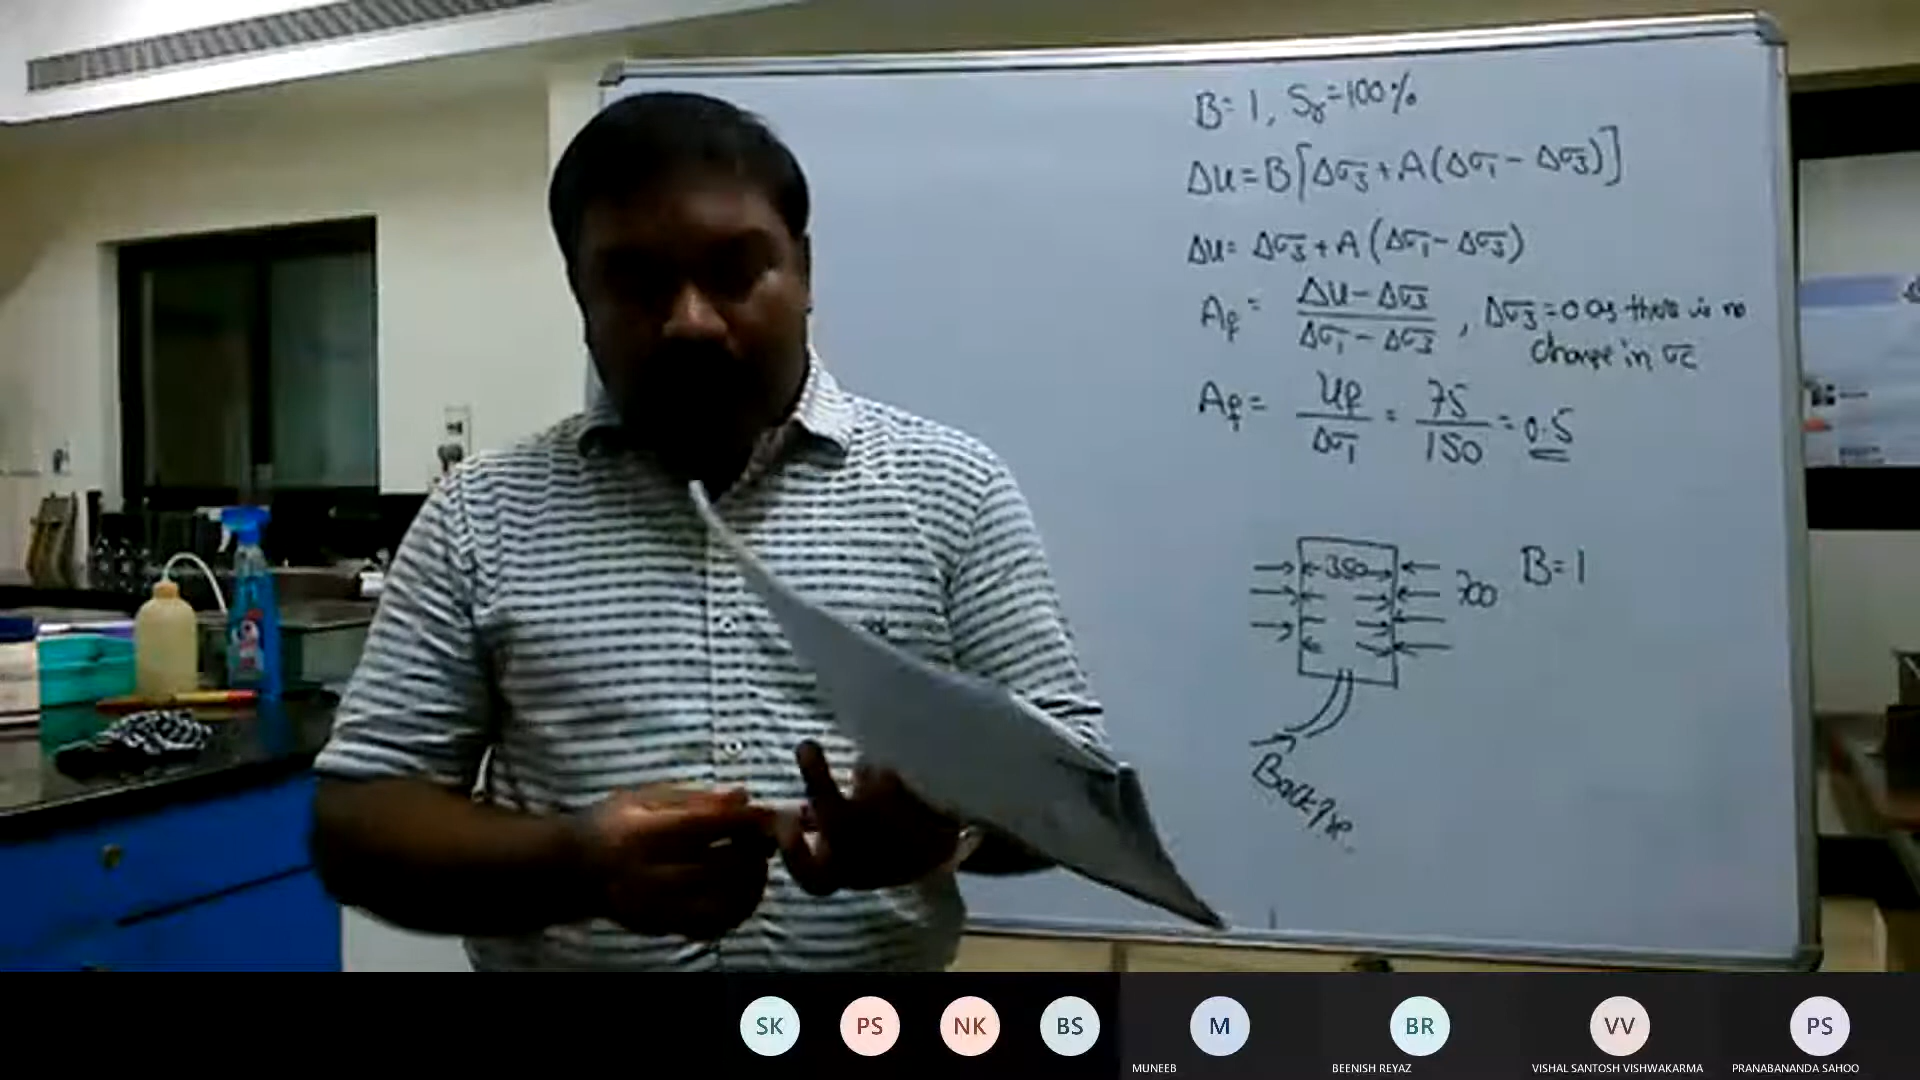 B = 1, Sr = 100%
Δu = B[Δσ3 + A(Δσ1 - Δσ3)]
Δu = Δσ3 + A(Δσ1 - Δσ3)
Af = Δu - Δσ3 / Δσ1 - Δσ3 , Δσ3 = 0 as there is no
change in σc
Af = uf / Δσ1 = 75 / 150 = 0.5
350
B = 1
SK
PS
NK
BS
M
BR
VV
PS
MUNEEB
BEENISH REYAZ
VISHAL SANTOSH VISHWAKARMA
PRANABANANDA SAHOO